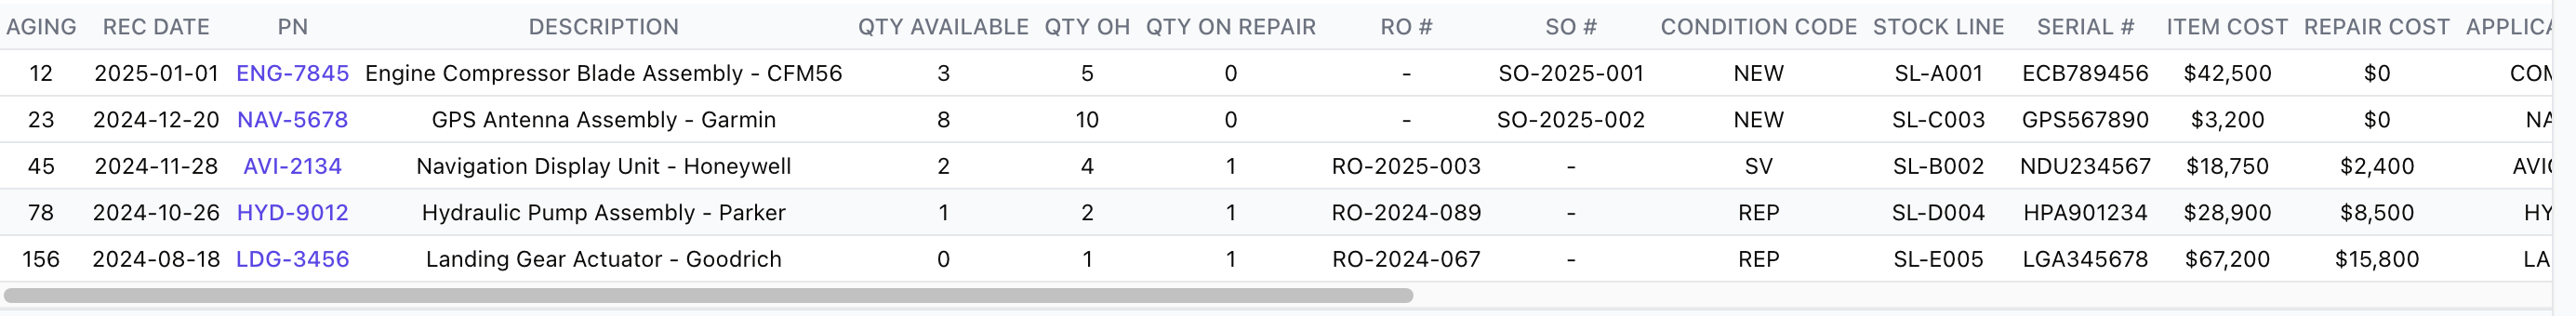 AGING REC DATE PN DESCRIPTION QTY AVAILABLE QTY OH QTY ON REPAIR RO # SO # CONDITION CODE STOCK LINE SERIAL # ITEM COST REPAIR COST APPLICA
12 2025-01-01 ENG-7845 Engine Compressor Blade Assembly - CFM56 3 5 0 - SO-2025-001 NEW SL-A001 ECB789456 $42,500 $0 COM
23 2024-12-20 NAV-5678 GPS Antenna Assembly - Garmin 8 10 0 - SO-2025-002 NEW SL-C003 GPS567890 $3,200 $0 NA
45 2024-11-28 AVI-2134 Navigation Display Unit - Honeywell 2 4 1 RO-2025-003 - SV SL-B002 NDU234567 $18,750 $2,400 AVI
78 2024-10-26 HYD-9012 Hydraulic Pump Assembly - Parker 1 2 1 RO-2024-089 - REP SL-D004 HPA901234 $28,900 $8,500 HY
156 2024-08-18 LDG-3456 Landing Gear Actuator - Goodrich 0 1 1 RO-2024-067 - REP SL-E005 LGA345678 $67,200 $15,800 LA